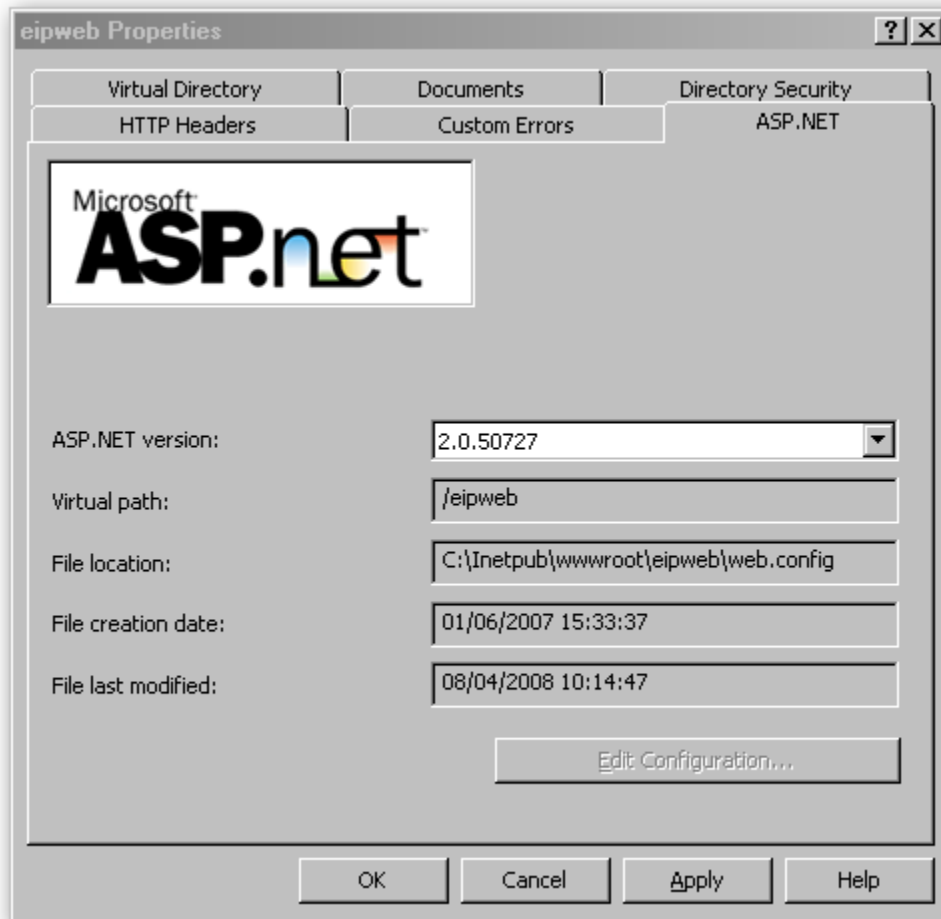 eipweb Properties
Virtual Directory
Documents
Directory Security
HTTP Headers
Custom Errors
ASP.NET
Microsoft
ASP.net™
ASP.NET version:
2.0.50727
Virtual path:
/eipweb
File location:
C:\Inetpub\wwwroot\eipweb\web.config
File creation date:
01/06/2007 15:33:37
File last modified:
08/04/2008 10:14:47
Edit Configuration...
OK
Cancel
Apply
Help